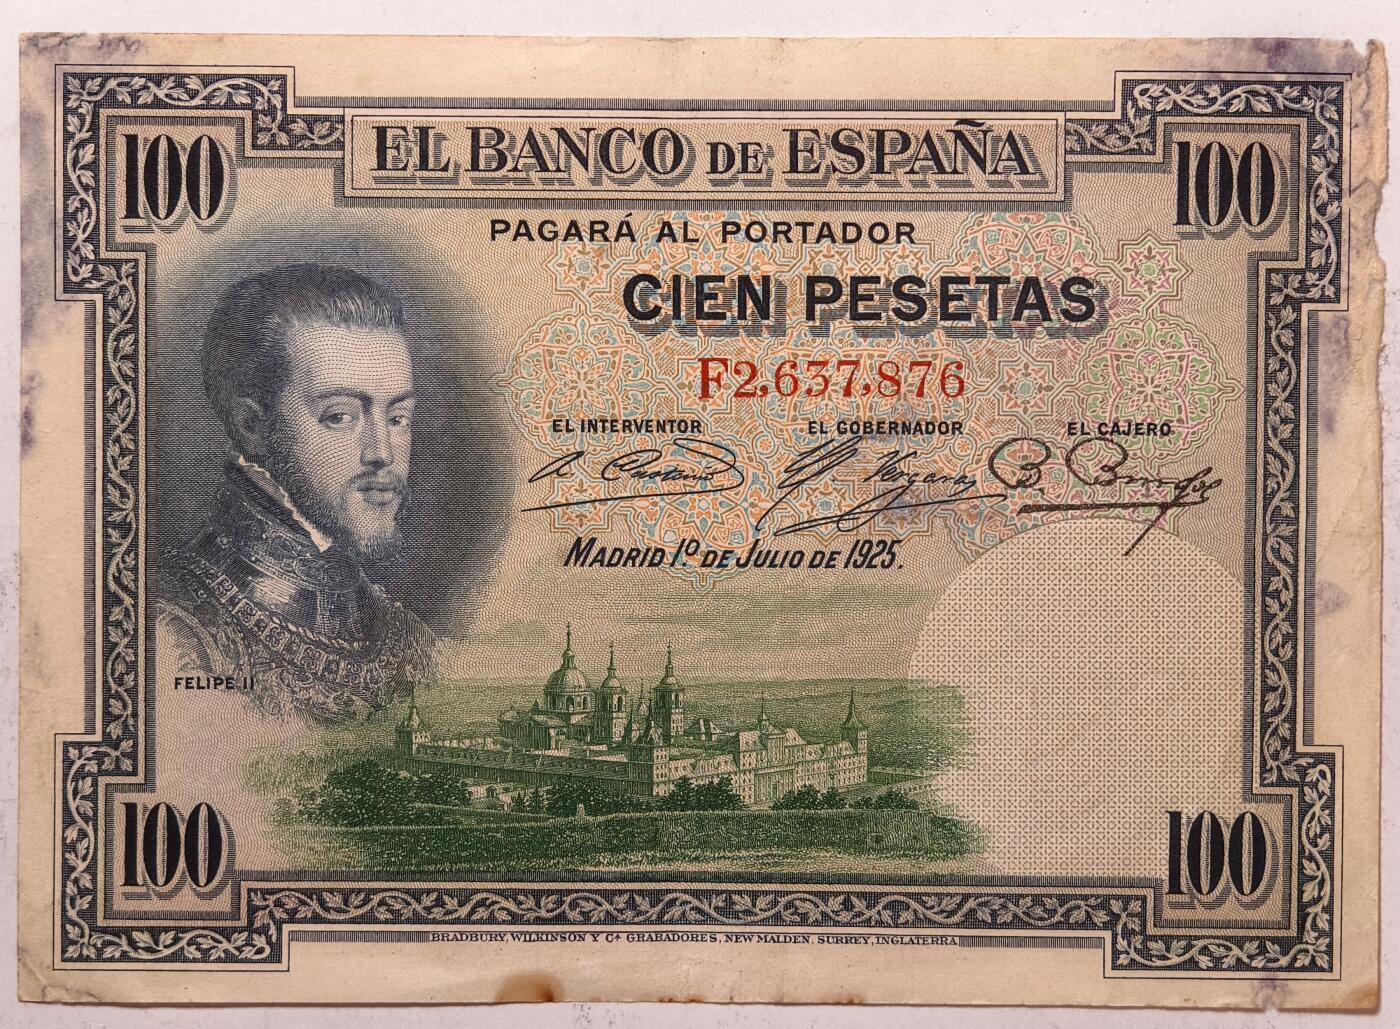 100 EL BANCO DE ESPAÑA 100
PAGARÁ AL PORTADOR
CIEN PESETAS
F2,637,876
EL INTERVENTOR EL GOBERNADOR EL CAJERO
MADRID 1.º DE JULIO DE 1925.
FELIPE II
100 100
BRADBURY, WILKINSON Y Cª GRABADORES, NEW MALDEN, SURREY, INGLATERRA